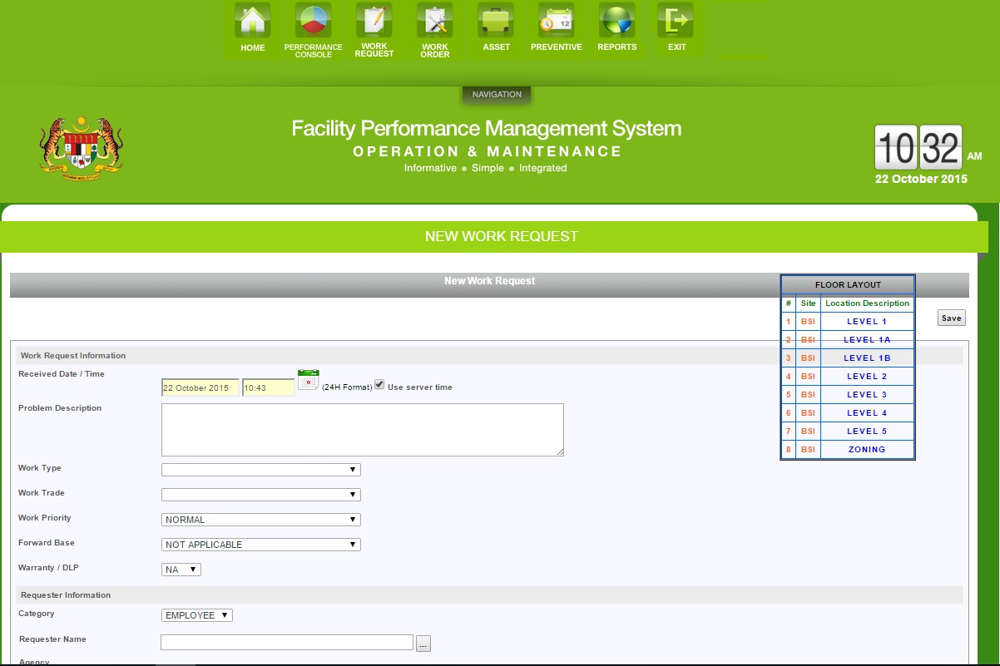 HOME
PERFORMANCE
CONSOLE
WORK
REQUEST
WORK
ORDER
ASSET
PREVENTIVE
REPORTS
EXIT
NAVIGATION
Facility Performance Management System
OPERATION & MAINTENANCE
Informative ● Simple ● Integrated
10 32 AM
22 October 2015
NEW WORK REQUEST
New Work Request
FLOOR LAYOUT
# Site Location Description
1 BSI LEVEL 1
2 BSI LEVEL 1A
3 BSI LEVEL 1B
4 BSI LEVEL 2
5 BSI LEVEL 3
6 BSI LEVEL 4
7 BSI LEVEL 5
8 BSI ZONING
Save
Work Request Information
Received Date / Time
22 October 2015 10:43 (24H Format) Use server time
Problem Description
Work Type
Work Trade
Work Priority NORMAL
Forward Base NOT APPLICABLE
Warranty / DLP NA
Requester Information
Category EMPLOYEE
Requester Name ...
Agency